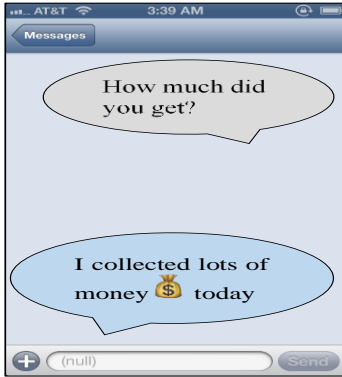 AT&T 3:39 AM
Messages
How much did
you get?
I collected lots of
money 💰 today
(null)
Send